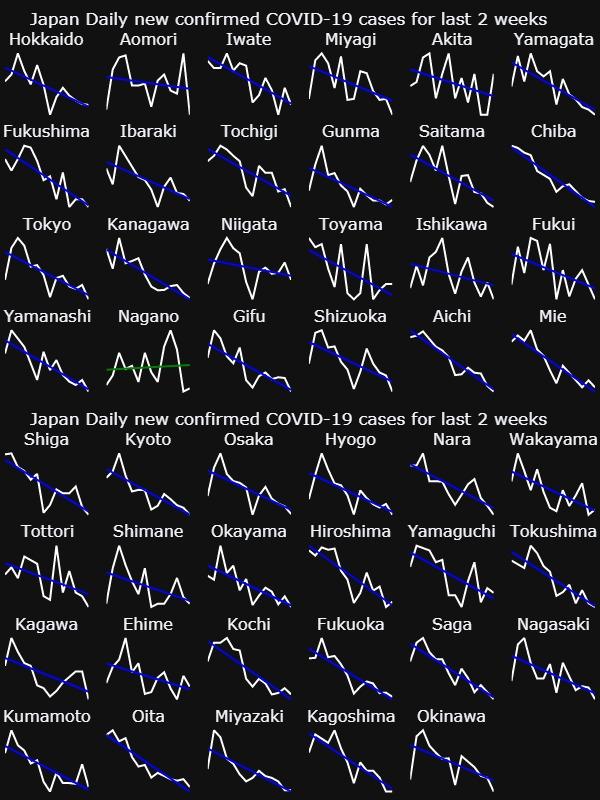 Japan Daily new confirmed COVID-19 cases for last 2 weeks
Hokkaido Aomori Iwate Miyagi Akita Yamagata
Fukushima Ibaraki Tochigi Gunma Saitama Chiba
Tokyo Kanagawa Niigata Toyama Ishikawa Fukui
Yamanashi Nagano Gifu Shizuoka Aichi Mie
Japan Daily new confirmed COVID-19 cases for last 2 weeks
Shiga Kyoto Osaka Hyogo Nara Wakayama
Tottori Shimane Okayama Hiroshima Yamaguchi Tokushima
Kagawa Ehime Kochi Fukuoka Saga Nagasaki
Kumamoto Oita Miyazaki Kagoshima Okinawa